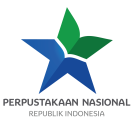 PERPUSTAKAAN NASIONAL
REPUBLIK INDONESIA